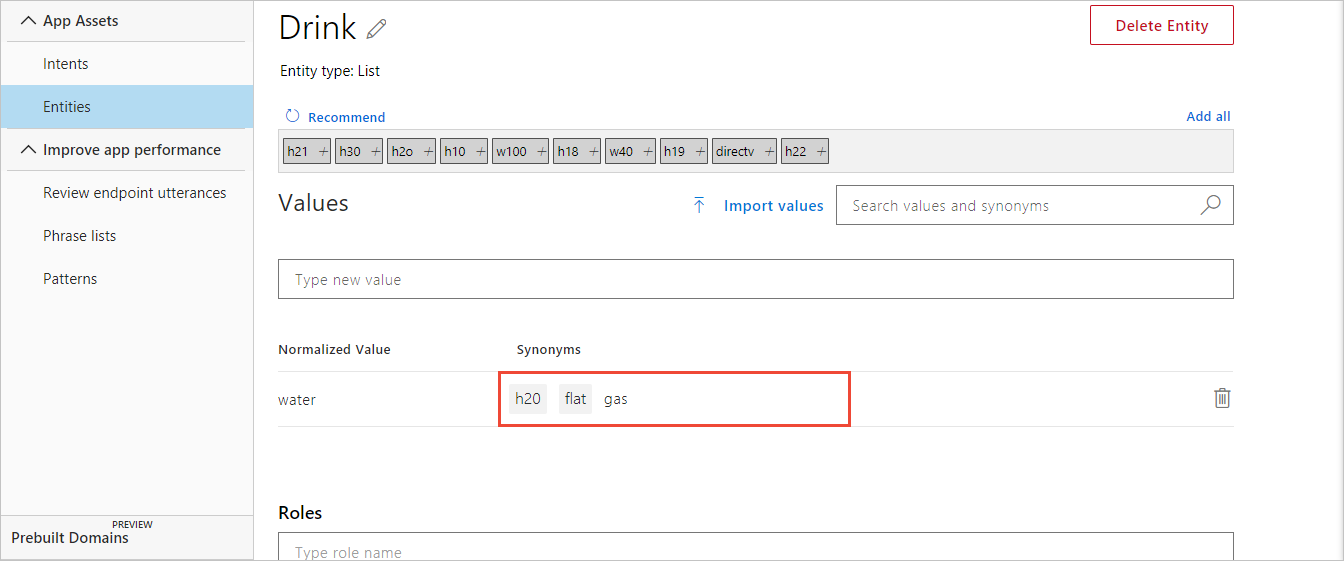 App Assets
Intents
Entities
Improve app performance
Review endpoint utterances
Phrase lists
Patterns
PREVIEW
Prebuilt Domains
Drink
Delete Entity
Entity type: List
Recommend
Add all
h21 + h30 + h2o + h10 + w100 + h18 + w40 + h19 + directv + h22 +
Values
Import values
Search values and synonyms
Type new value
Normalized Value Synonyms
water h20 flat gas
Roles
Type role name